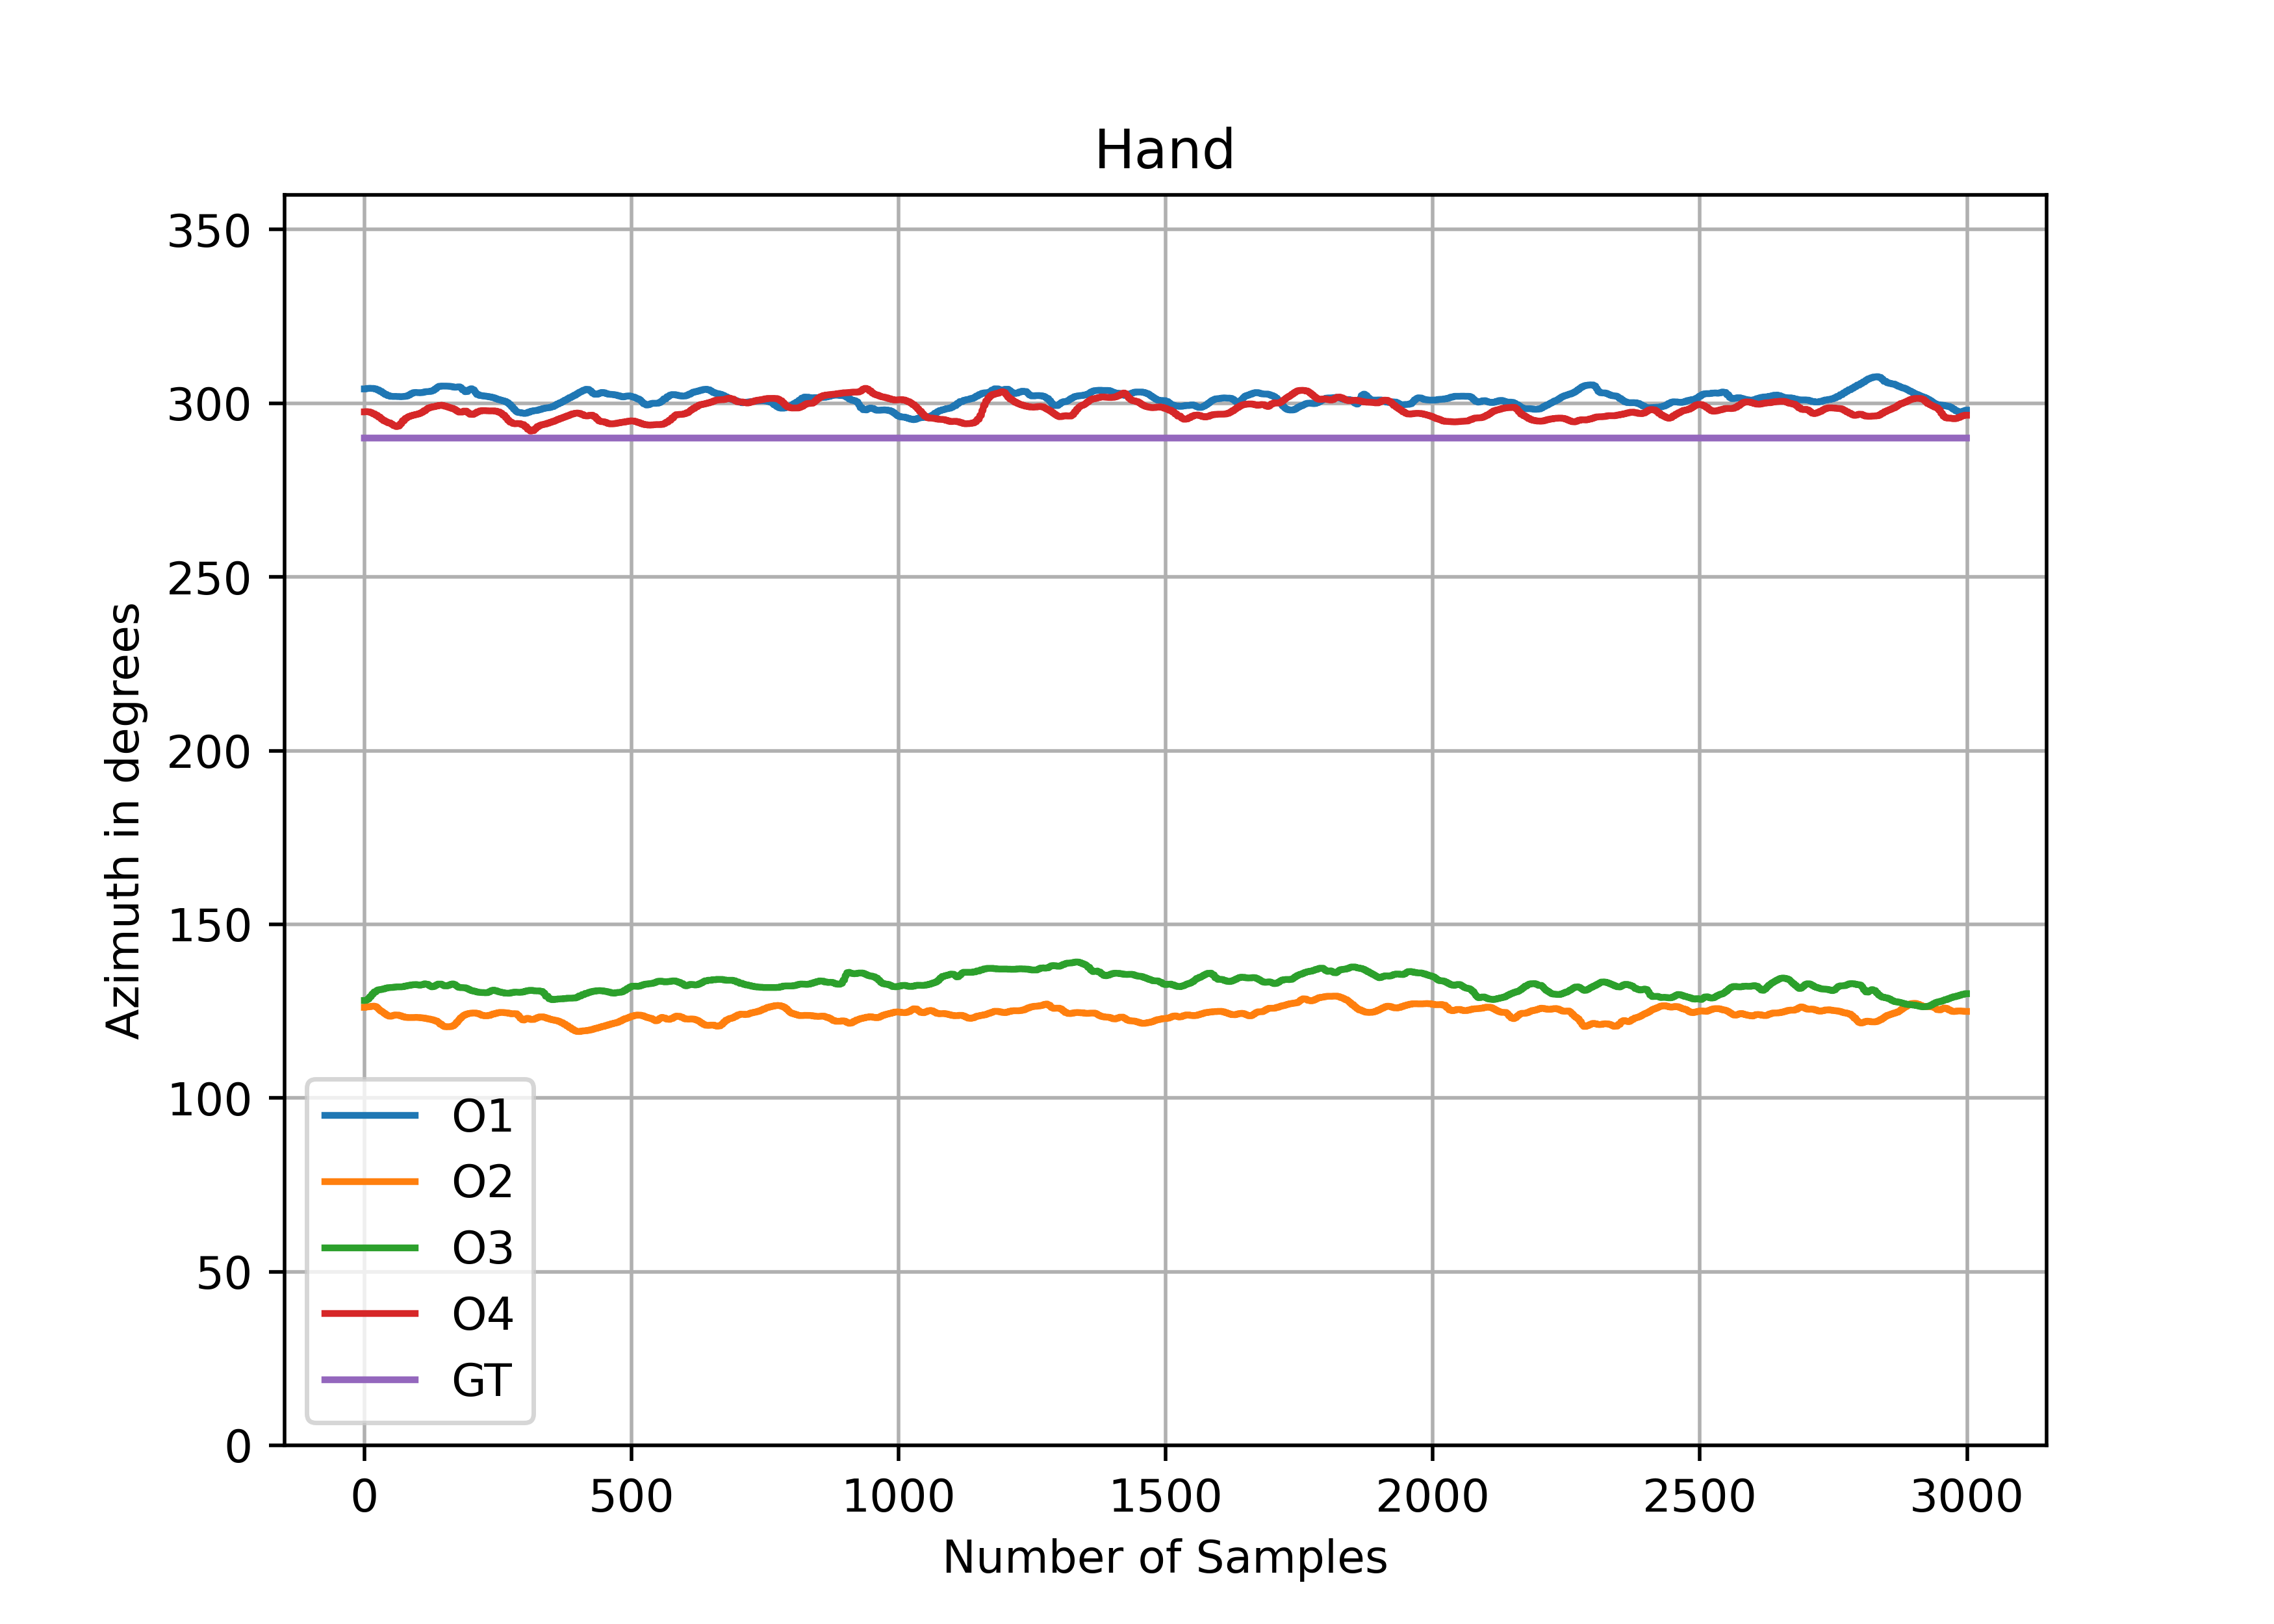 Hand
Azimuth in degrees
350
300
250
200
150
100
50
0
O1
O2
O3
O4
GT
0 500 1000 1500 2000 2500 3000
Number of Samples